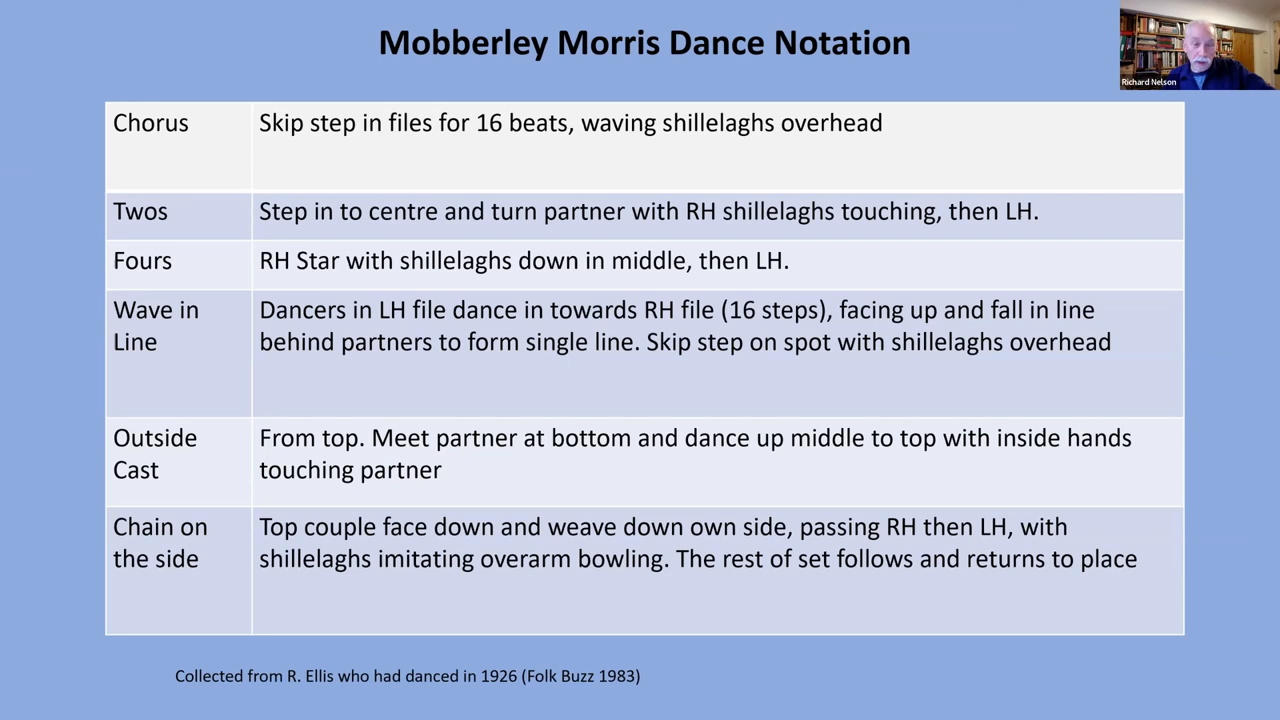 Mobberley Morris Dance Notation
Richard Nelson
Chorus
Skip step in files for 16 beats, waving shillelaghs overhead
Twos
Step in to centre and turn partner with RH shillelaghs touching, then LH.
Fours
RH Star with shillelaghs down in middle, then LH.
Wave in
Line
Dancers in LH file dance in towards RH file (16 steps), facing up and fall in line
behind partners to form single line. Skip step on spot with shillelaghs overhead
Outside
Cast
From top. Meet partner at bottom and dance up middle to top with inside hands
touching partner
Chain on
the side
Top couple face down and weave down own side, passing RH then LH, with
shillelaghs imitating overarm bowling. The rest of set follows and returns to place
Collected from R. Ellis who had danced in 1926 (Folk Buzz 1983)